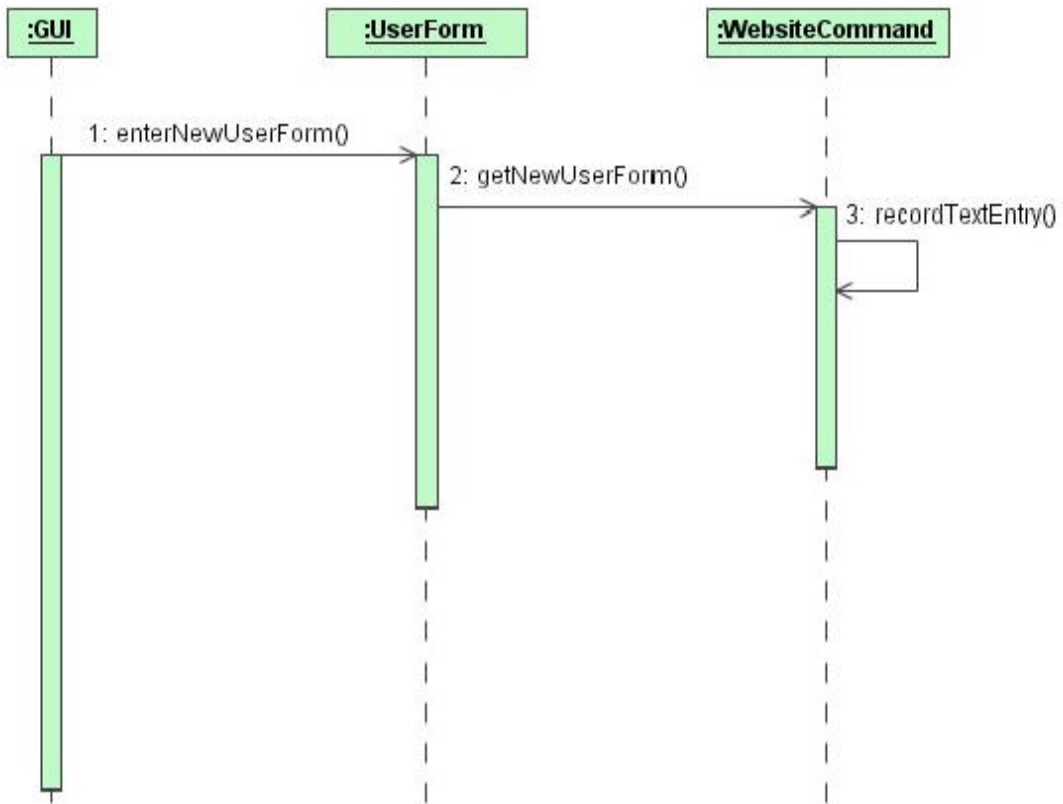 :GUI
:UserForm
:WebsiteCommand
1: enterNewUserForm()
2: getNewUserForm()
3: recordTextEntry()